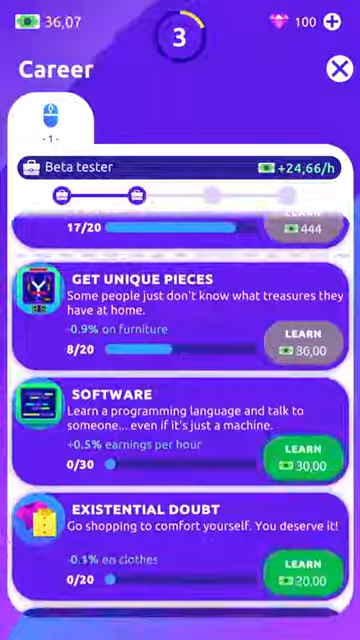 36,07
3
100
Career
- 1 -
Beta tester
+24,66/h
17/20
444
GET UNIQUE PIECES
Some people just don't know what treasures they
have at home.
-0.9% on furniture
LEARN
8/20
36,00
SOFTWARE
Learn a programming language and talk to
someone... even if it's just a machine.
+0.5% earnings per hour
LEARN
0/30
30,00
EXISTENTIAL DOUBT
Go shopping to comfort yourself. You deserve it!
-0.1% on clothes
LEARN
0/20
20,00